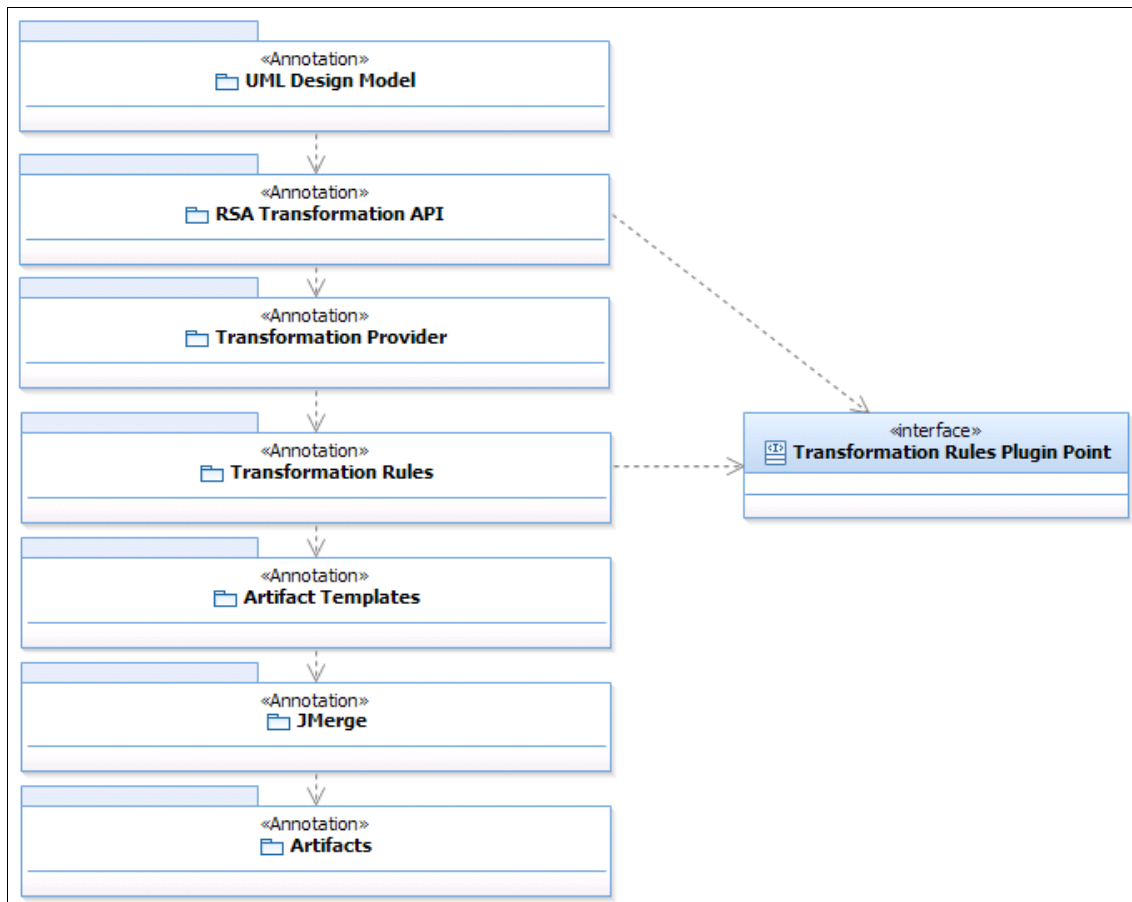 «Annotation»
UML Design Model
«Annotation»
RSA Transformation API
«Annotation»
Transformation Provider
«Annotation»
Transformation Rules
«interface»
Transformation Rules Plugin Point
«Annotation»
Artifact Templates
«Annotation»
JMerge
«Annotation»
Artifacts